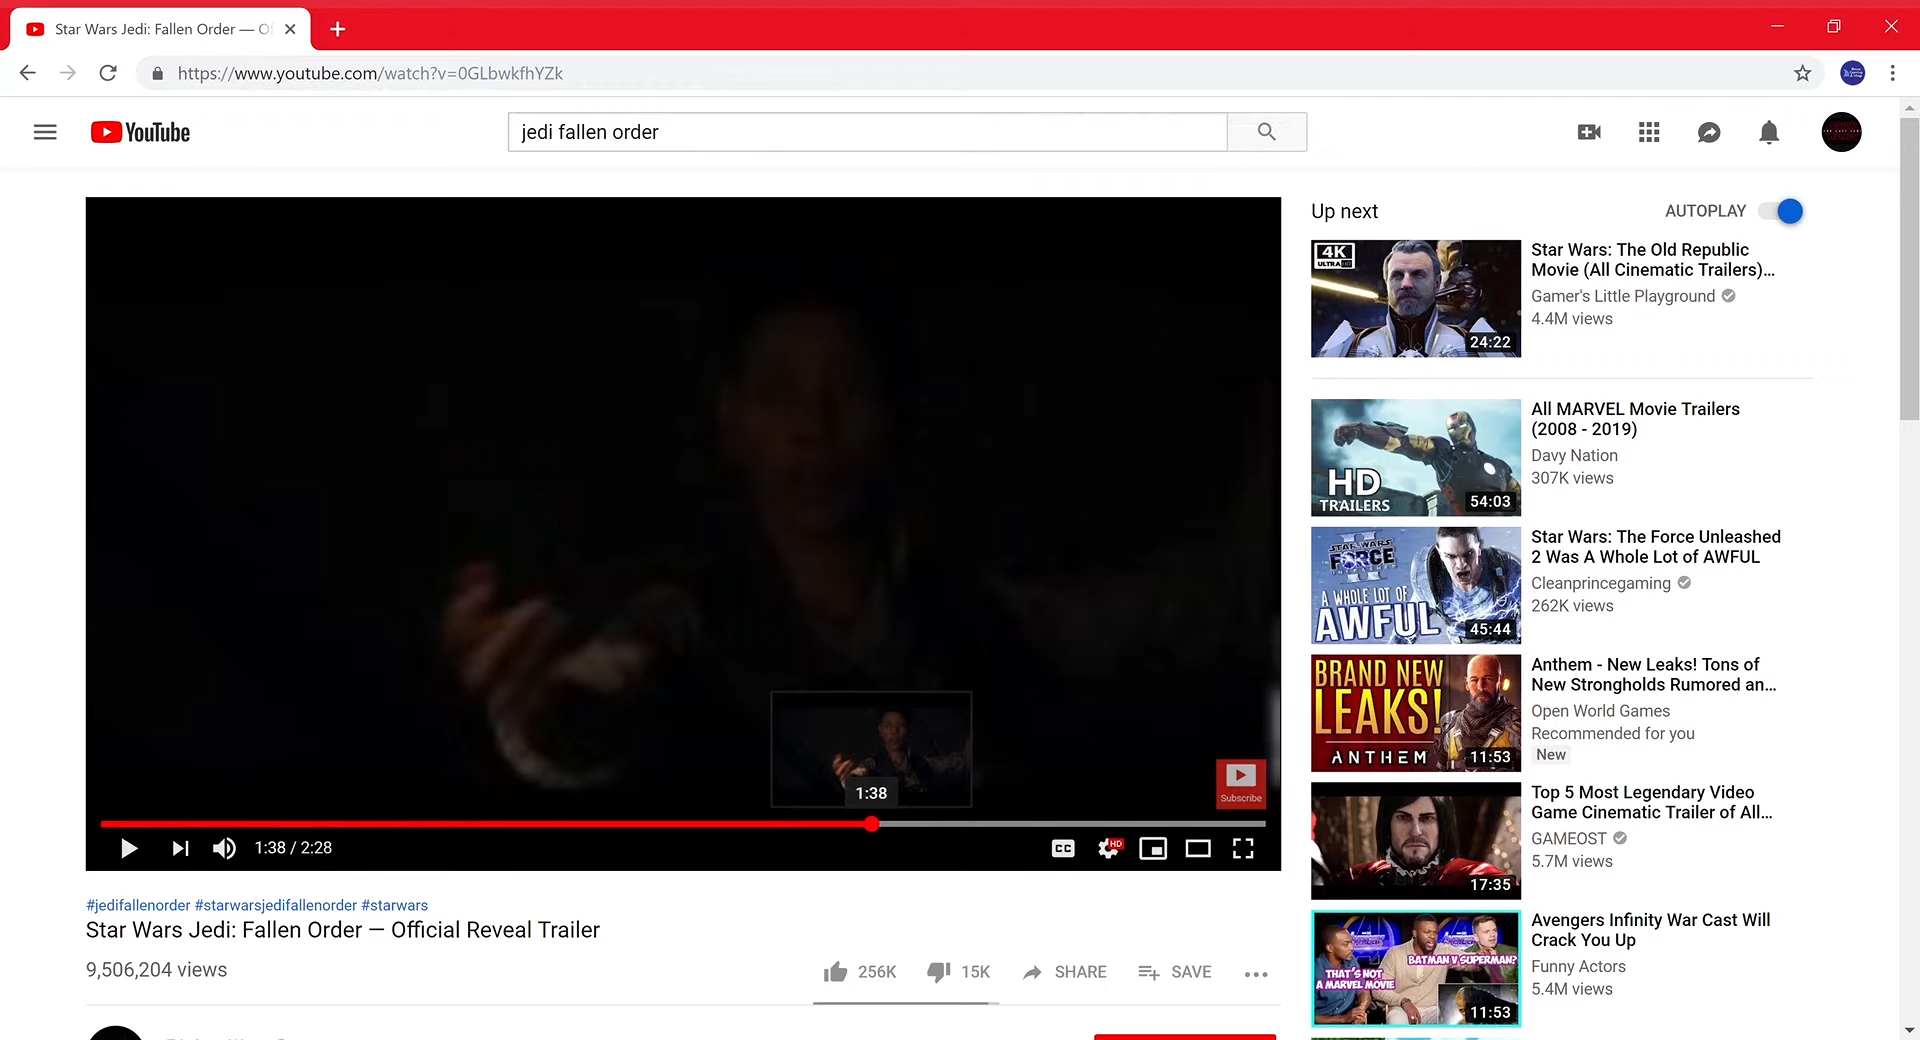 Star Wars Jedi: Fallen Order — Of
https://www.youtube.com/watch?v=0GLbwkfhYZk
YouTube
jedi fallen order
Up next
AUTOPLAY
4K
ULTRA HD
24:22
Star Wars: The Old Republic
Movie (All Cinematic Trailers)...
Gamer's Little Playground
4.4M views
HD
TRAILERS
54:03
All MARVEL Movie Trailers
(2008 - 2019)
Davy Nation
307K views
STAR WARS
FORCE
II
A WHOLE LOT OF
AWFUL
45:44
Star Wars: The Force Unleashed
2 Was A Whole Lot of AWFUL
Cleanprincegaming
262K views
BRAND NEW
LEAKS!
ANTHEM
11:53
Anthem - New Leaks! Tons of
New Strongholds Rumored an...
Open World Games
Recommended for you
New
17:35
Top 5 Most Legendary Video
Game Cinematic Trailer of All...
GAMEOST
5.7M views
THAT'S NOT
A MARVEL MOVIE
BATMAN V SUPERMAN?
11:53
Avengers Infinity War Cast Will
Crack You Up
Funny Actors
5.4M views
1:38
Subscribe
1:38 / 2:28
CC
HD
#jedifallenorder #starwarsjedifallenorder #starwars
Star Wars Jedi: Fallen Order — Official Reveal Trailer
9,506,204 views
256K
15K
SHARE
SAVE